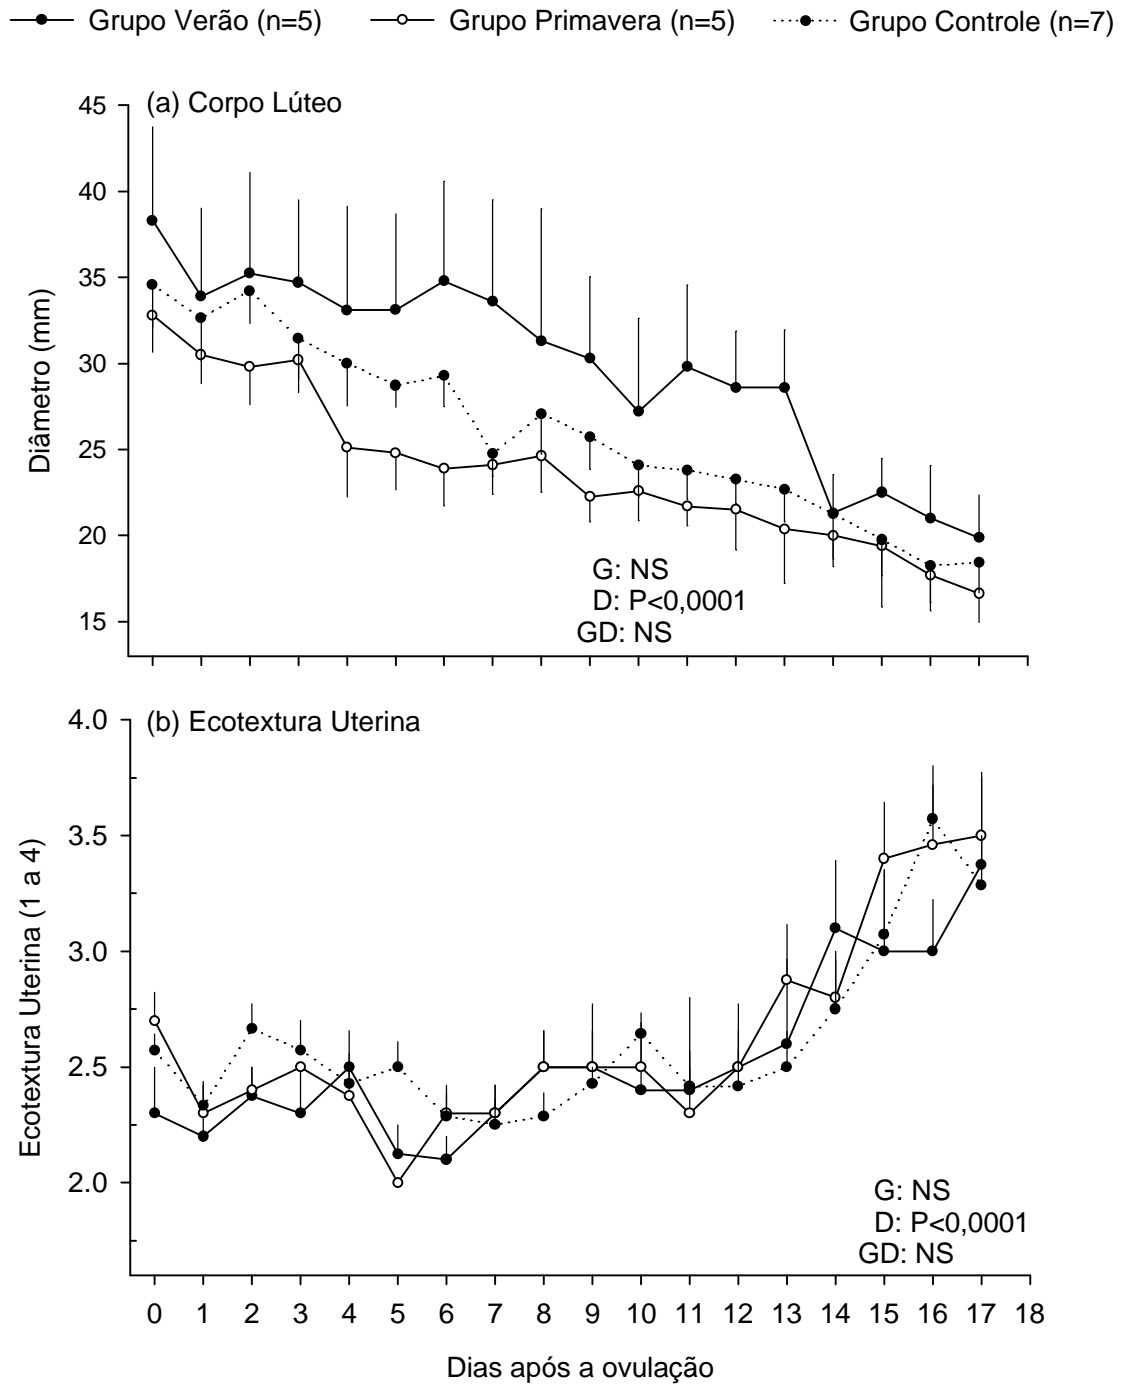 Grupo Verão (n=5) Grupo Primavera (n=5) Grupo Controle (n=7)
(a) Corpo Lúteo
45
40
35
30
25
20
15
Diâmetro (mm)
G: NS
D: P<0,0001
GD: NS
(b) Ecotextura Uterina
4.0
3.5
3.0
2.5
2.0
Ecotextura Uterina (1 a 4)
G: NS
D: P<0,0001
GD: NS
0 1 2 3 4 5 6 7 8 9 10 11 12 13 14 15 16 17 18
Dias após a ovulação